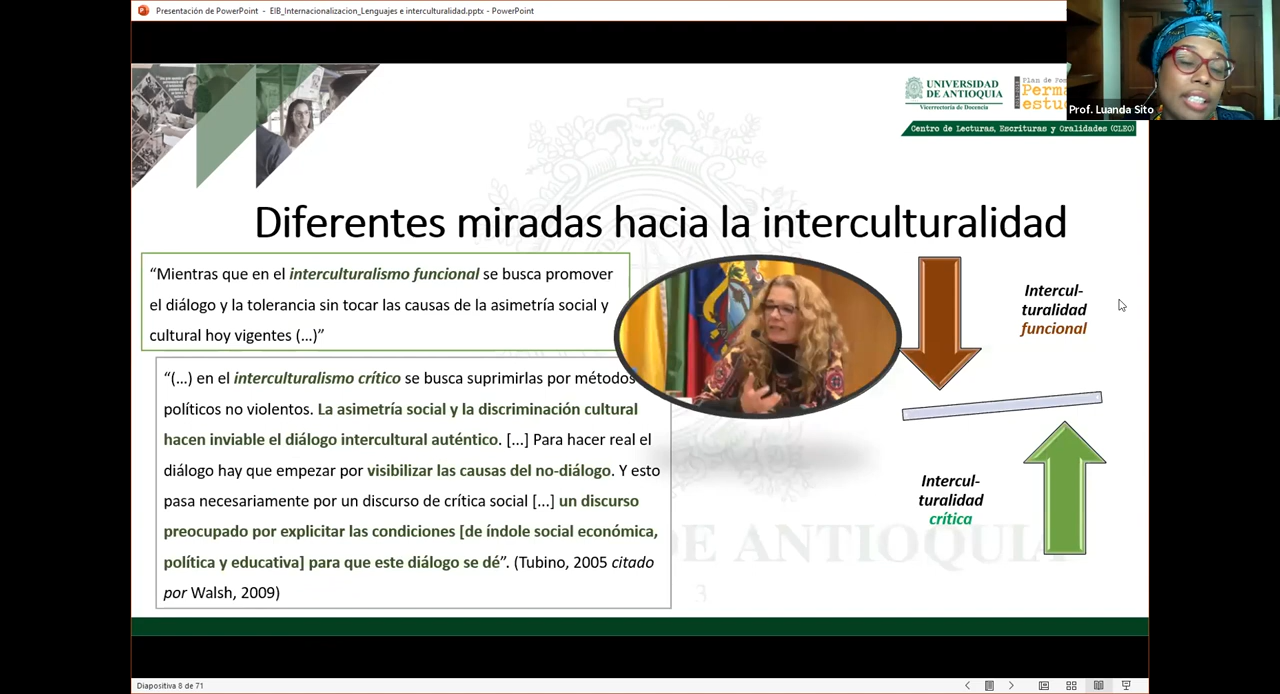 Presentación de PowerPoint - EIB_Internacionalizacion_Lenguajes e interculturalidad.pptx - PowerPoint
UNIVERSIDAD
DE ANTIOQUIA
Vicerrectoría de Docencia
Centro de Lecturas, Escrituras y Oralidades (CLEO)
Prof. Luanda Sito
Diferentes miradas hacia la interculturalidad
“Mientras que en el interculturalismo funcional se busca promover
el diálogo y la tolerancia sin tocar las causas de la asimetría social y
cultural hoy vigentes (...)”
“(...) en el interculturalismo crítico se busca suprimirlas por métodos
políticos no violentos. La asimetría social y la discriminación cultural
hacen inviable el diálogo intercultural auténtico. [...] Para hacer real el
diálogo hay que empezar por visibilizar las causas del no-diálogo. Y esto
pasa necesariamente por un discurso de crítica social [...] un discurso
preocupado por explicitar las condiciones [de índole social económica,
política y educativa] para que este diálogo se dé”. (Tubino, 2005 citado
por Walsh, 2009)
Intercul-
turalidad
funcional
Intercul-
turalidad
crítica
DE ANTIOQUIA
3
Diapositiva 8 de 71